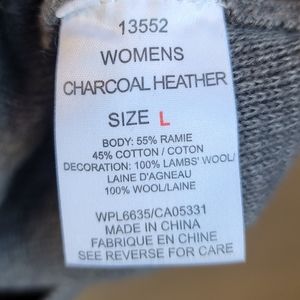 13552
WOMENS
CHARCOAL HEATHER
SIZE L
BODY: 55% RAMIE
45% COTTON / COTON
DECORATION: 100% LAMBS' WOOL/
LAINE D'AGNEAU
100% WOOL/LAINE
WPL6635/CA05331
MADE IN CHINA
FABRIQUE EN CHINE
SEE REVERSE FOR CARE